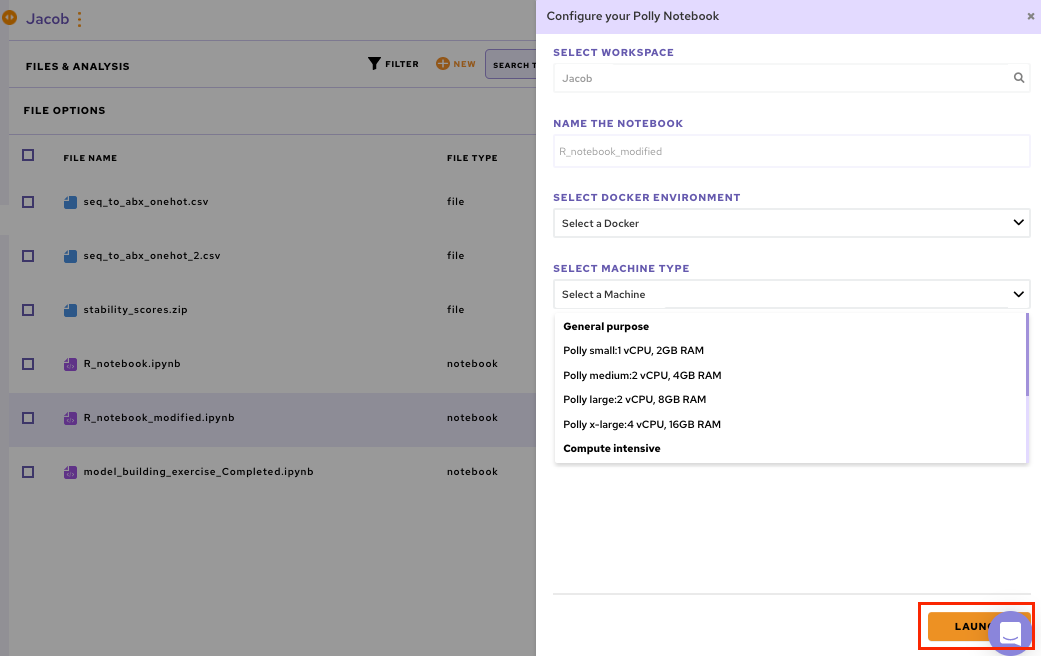 Jacob
FILES & ANALYSIS
FILTER
NEW
SEARCH T
FILE OPTIONS
FILE NAME
FILE TYPE
seq_to_abx_onehot.csv
file
seq_to_abx_onehot_2.csv
file
stability_scores.zip
file
R_notebook.ipynb
notebook
R_notebook_modified.ipynb
notebook
model_building_exercise_Completed.ipynb
notebook
Configure your Polly Notebook
SELECT WORKSPACE
Jacob
NAME THE NOTEBOOK
R_notebook_modified
SELECT DOCKER ENVIRONMENT
Select a Docker
SELECT MACHINE TYPE
Select a Machine
General purpose
Polly small:1 vCPU, 2GB RAM
Polly medium:2 vCPU, 4GB RAM
Polly large:2 vCPU, 8GB RAM
Polly x-large:4 vCPU, 16GB RAM
Compute intensive
LAUN